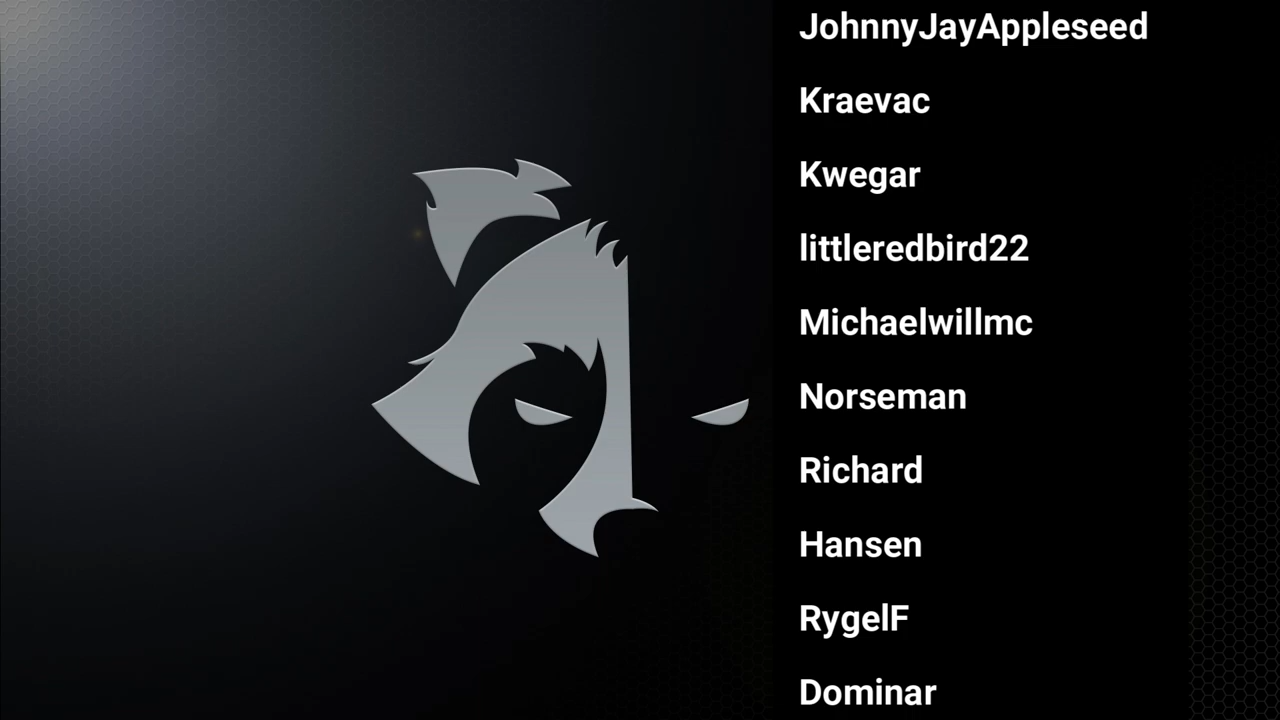 JohnnyJayAppleseed
Kraevac
Kwegar
littleredbird22
Michaelwillmc
Norseman
Richard
Hansen
RygelF
Dominar